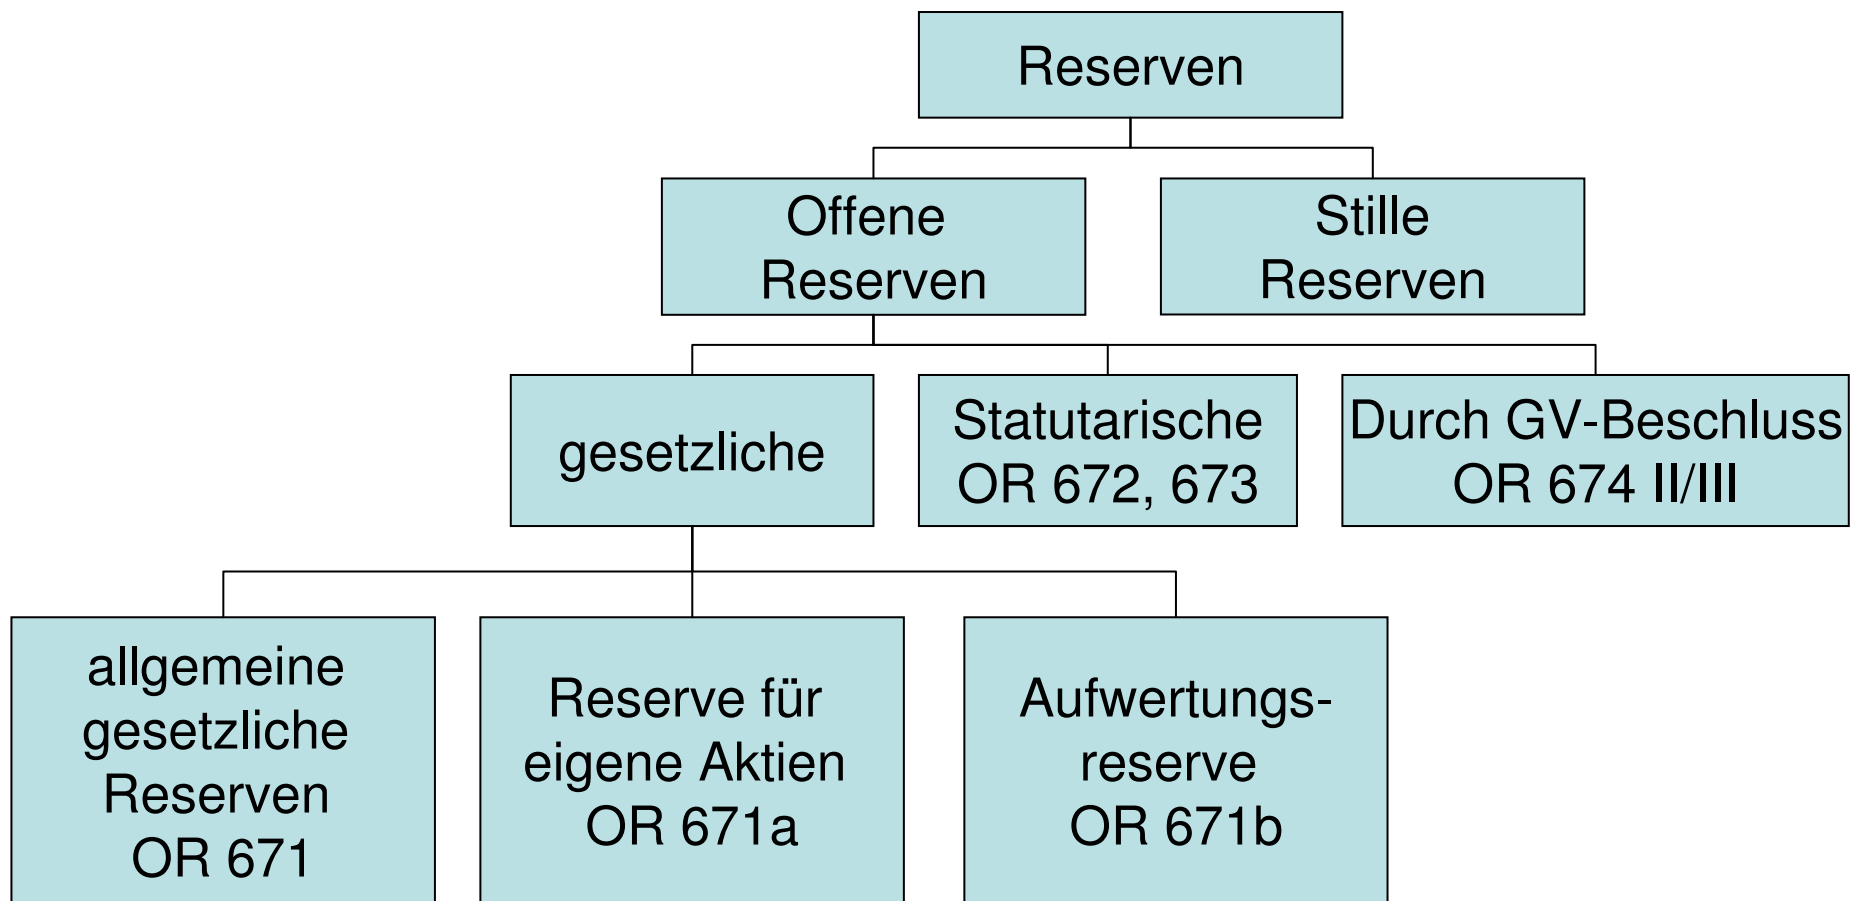 Reserven
Offene
Reserven
Stille
Reserven
gesetzliche
Statutarische
OR 672, 673
Durch GV-Beschluss
OR 674 II/III
allgemeine
gesetzliche
Reserven
OR 671
Reserve für
eigene Aktien
OR 671a
Aufwertungs-
reserve
OR 671b